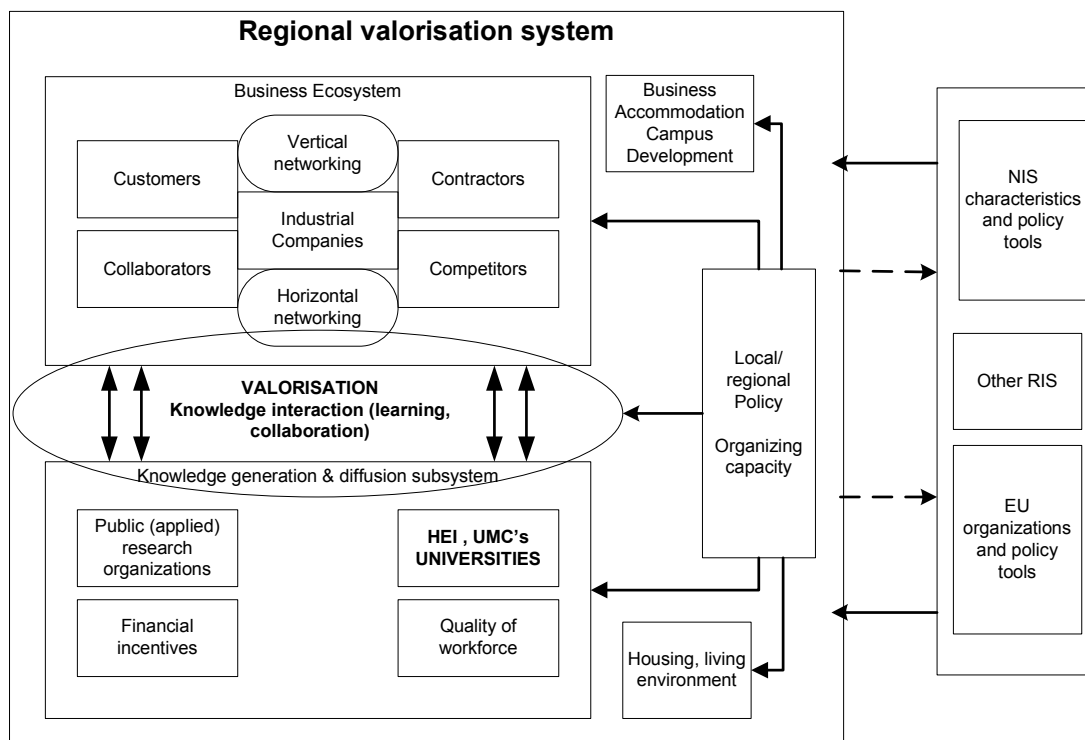 Regional valorisation system
Business Ecosystem
Vertical
networking
Customers
Contractors
Industrial
Companies
Collaborators
Competitors
Horizontal
networking
VALORISATION
Knowledge interaction (learning,
collaboration)
Knowledge generation & diffusion subsystem
Public (applied)
research
organizations
HEI , UMC's
UNIVERSITIES
Financial
incentives
Quality of
workforce
Business
Accommodation
Campus
Development
Local/
regional
Policy
Organizing
capacity
Housing, living
environment
NIS
characteristics
and policy
tools
Other RIS
EU
organizations
and policy
tools